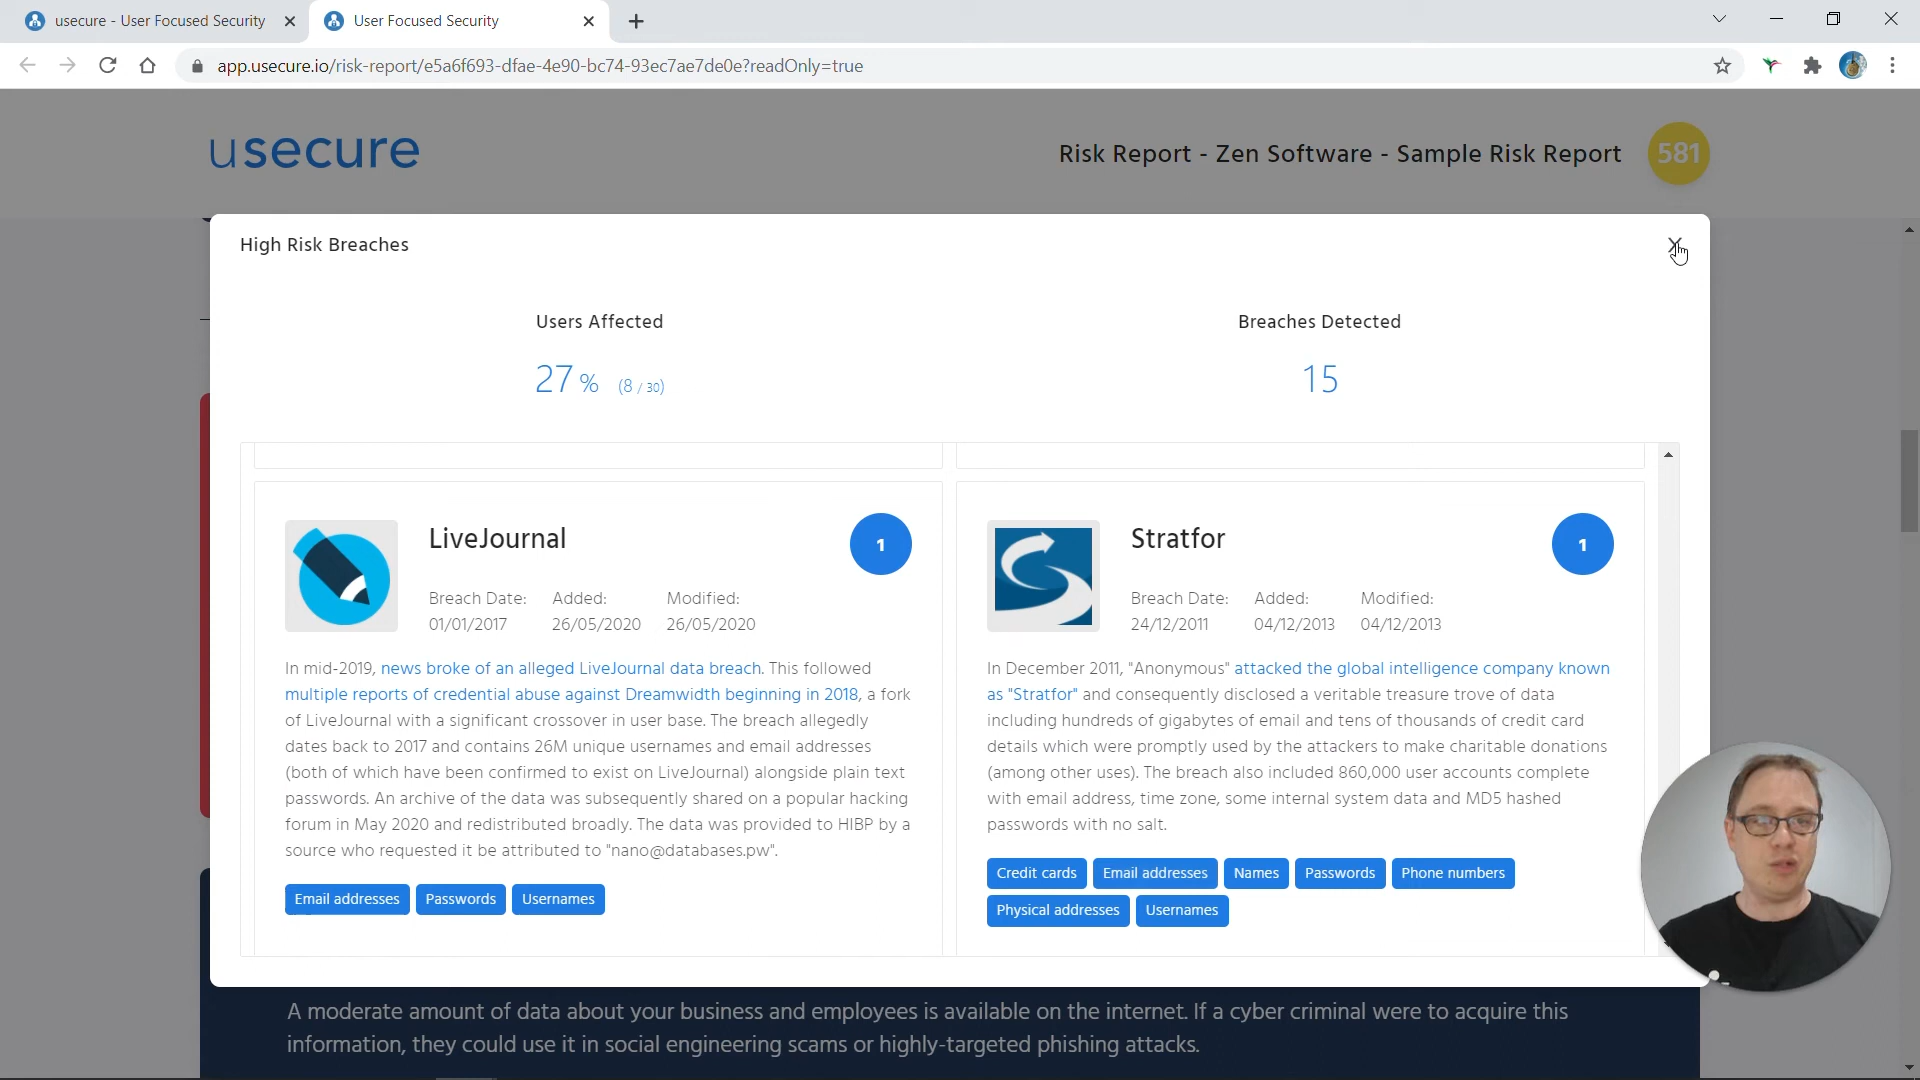 usecure - User Focused Security
User Focused Security
app.usecure.io/risk-report/e5a6f693-dfae-4e90-bc74-93ec7ae7de0e?readOnly=true
usecure
Risk Report - Zen Software - Sample Risk Report
581
High Risk Breaches
X
Users Affected
Breaches Detected
27 % (8 / 30)
15
LiveJournal
1
Breach Date: Added: Modified:
01/01/2017 26/05/2020 26/05/2020
In mid-2019, news broke of an alleged LiveJournal data breach. This followed
multiple reports of credential abuse against Dreamwidth beginning in 2018, a fork
of LiveJournal with a significant crossover in user base. The breach allegedly
dates back to 2017 and contains 26M unique usernames and email addresses
(both of which have been confirmed to exist on LiveJournal) alongside plain text
passwords. An archive of the data was subsequently shared on a popular hacking
forum in May 2020 and redistributed broadly. The data was provided to HIBP by a
source who requested it be attributed to "nano@databases.pw".
Email addresses Passwords Usernames
Stratfor
1
Breach Date: Added: Modified:
24/12/2011 04/12/2013 04/12/2013
In December 2011, "Anonymous" attacked the global intelligence company known
as "Stratfor" and consequently disclosed a veritable treasure trove of data
including hundreds of gigabytes of email and tens of thousands of credit card
details which were promptly used by the attackers to make charitable donations
(among other uses). The breach also included 860,000 user accounts complete
with email address, time zone, some internal system data and MD5 hashed
passwords with no salt.
Credit cards Email addresses Names Passwords Phone numbers
Physical addresses Usernames
A moderate amount of data about your business and employees is available on the internet. If a cyber criminal were to acquire this
information, they could use it in social engineering scams or highly-targeted phishing attacks.